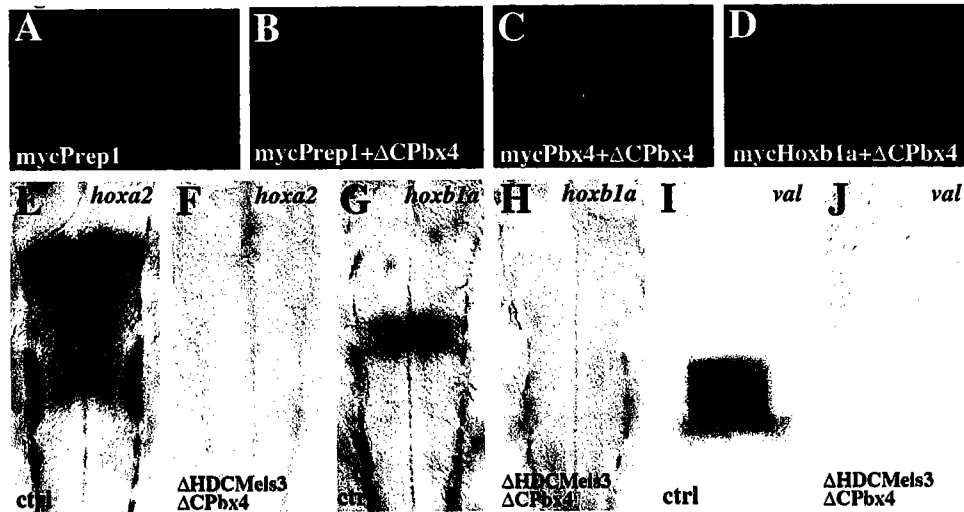 A
B
C
D
mycPrep1
mycPrep1+ΔCPbx4
mycPbx4+ΔCPbx4
mycHoxb1a+ΔCPbx4
E hoxa2
F hoxa2
G hoxb1a
H hoxb1a
I val
J val
ctrl
ΔHDCMeis3
ΔCPbx4
ctrl
ΔHDCMeis3
ΔCPbx4
ctrl
ΔHDCMeis3
ΔCPbx4